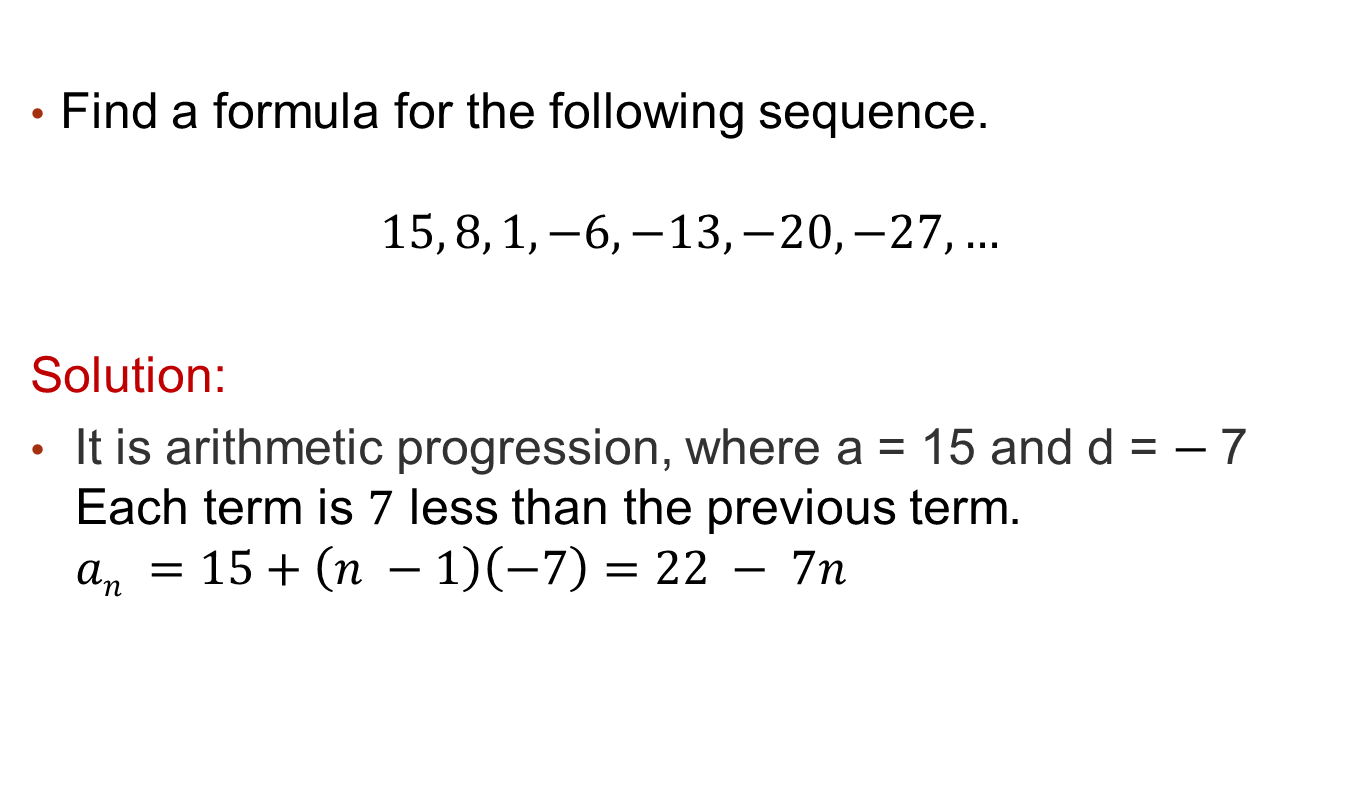 • Find a formula for the following sequence.
15, 8, 1, −6, −13, −20, −27, …
Solution:
• It is arithmetic progression, where a = 15 and d = – 7
Each term is 7 less than the previous term.
aₙ = 15 + (n − 1)(−7) = 22 − 7n